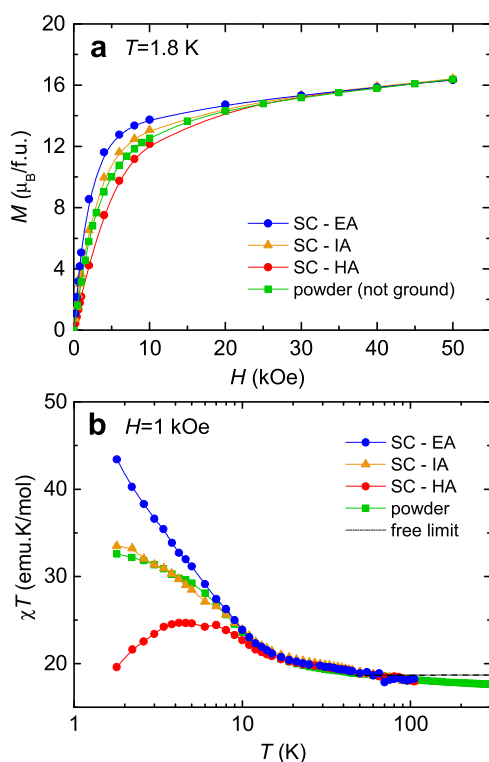 20
16
12
8
4
0
M (μB/f.u.)
a T=1.8 K
SC - EA
SC - IA
SC - HA
powder (not ground)
0 10 20 30 40 50
H (kOe)
50
40
30
20
10
χT (emu.K/mol)
b H=1 kOe
SC - EA
SC - IA
SC - HA
powder
free limit
1 10 100
T (K)